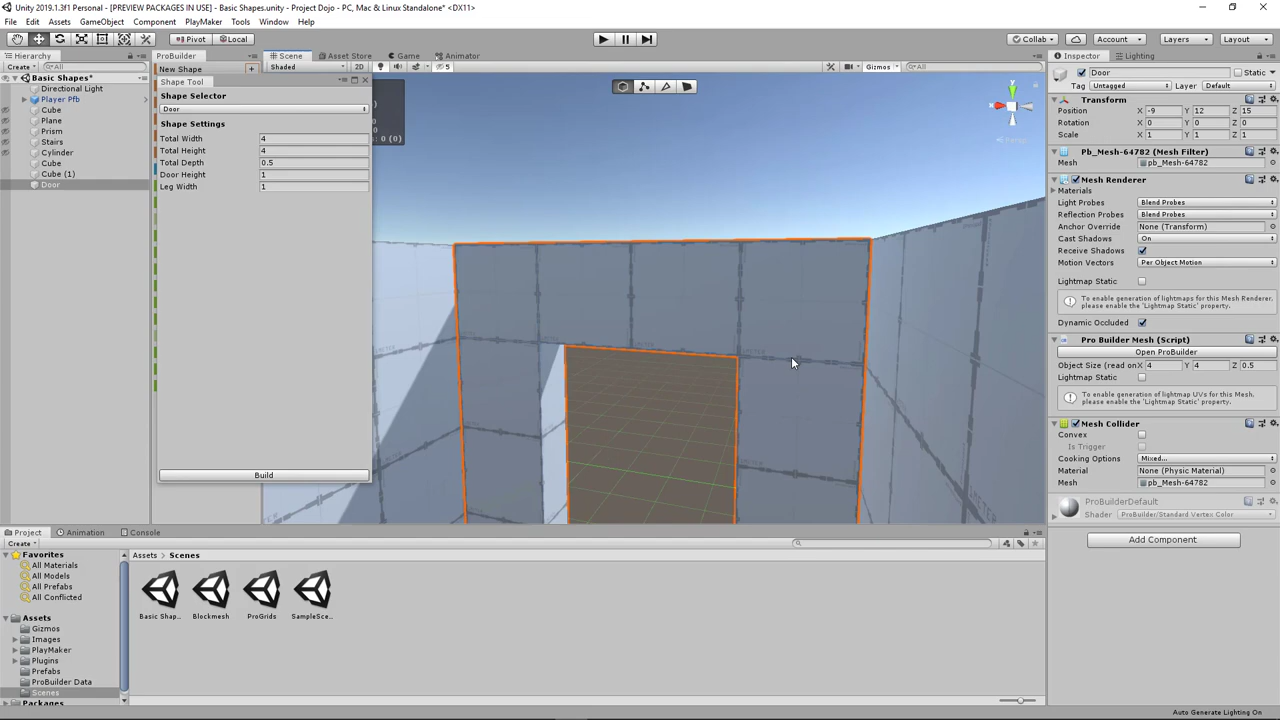 Unity 2019.1.3f1 Personal - [PREVIEW PACKAGES IN USE] - Basic Shapes.unity - Project Dojo - PC, Mac & Linux Standalone* <DX11>
File Edit Assets GameObject Component PlayMaker Tools Window Help
Pivot Local Collab Account Layers Layout
Hierarchy
Create All
Basic Shapes*
Directional Light
Player Pfb
Cube
Plane
Prism
Stairs
Cylinder
Cube
Cube (1)
Door
ProBuilder
New Shape
Shape Tool
Shape Selector
Door
Shape Settings
Total Width 4
Total Height 4
Total Depth 0.5
Door Height 1
Leg Width 1
Build
Scene Asset Store Game Animator
Shaded 2D 5 Gizmos All
0 (0)
Persp
Inspector Lighting
Door Static
Tag Untagged Layer Default
Transform
Position X -9 Y 12 Z 15
Rotation X 0 Y 0 Z 0
Scale X 1 Y 1 Z 1
Pb_Mesh-64782 (Mesh Filter)
Mesh pb_Mesh-64782
Mesh Renderer
Materials
Light Probes Blend Probes
Reflection Probes Blend Probes
Anchor Override None (Transform)
Cast Shadows On
Receive Shadows
Motion Vectors Per Object Motion
Lightmap Static
To enable generation of lightmaps for this Mesh Renderer, please enable the 'Lightmap Static' property.
Dynamic Occluded
Pro Builder Mesh (Script)
Open ProBuilder
Object Size (read on X 4 Y 4 Z 0.5
Lightmap Static
To enable generation of lightmap UVs for this Mesh, please enable the 'Lightmap Static' property.
Mesh Collider
Convex
Is Trigger
Cooking Options Mixed...
Material None (Physic Material)
Mesh pb_Mesh-64782
ProBuilderDefault
Shader ProBuilder/Standard Vertex Color
Add Component
Project Animation Console
Create
Favorites
All Materials
All Models
All Prefabs
All Conflicted
Assets
Gizmos
Images
PlayMaker
Plugins
Prefabs
ProBuilder Data
Scenes
Packages
Assets Scenes
Basic Shap... Blockmesh ProGrids SampleSce...
Auto Generate Lighting On